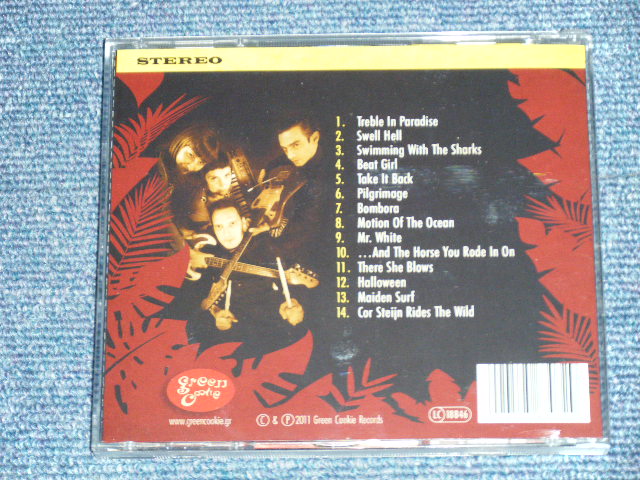 STEREO
1. Treble In Paradise
2. Swell Hell
3. Swimming With The Sharks
4. Beat Girl
5. Take It Back
6. Pilgrimage
7. Bombora
8. Motion Of The Ocean
9. Mr. White
10. ...And The Horse You Rode In On
11. There She Blows
12. Halloween
13. Maiden Surf
14. Cor Steijn Rides The Wild
green Cookie
www.greencookie.gr
© & ℗ 2011 Green Cookie Records
LC 18846